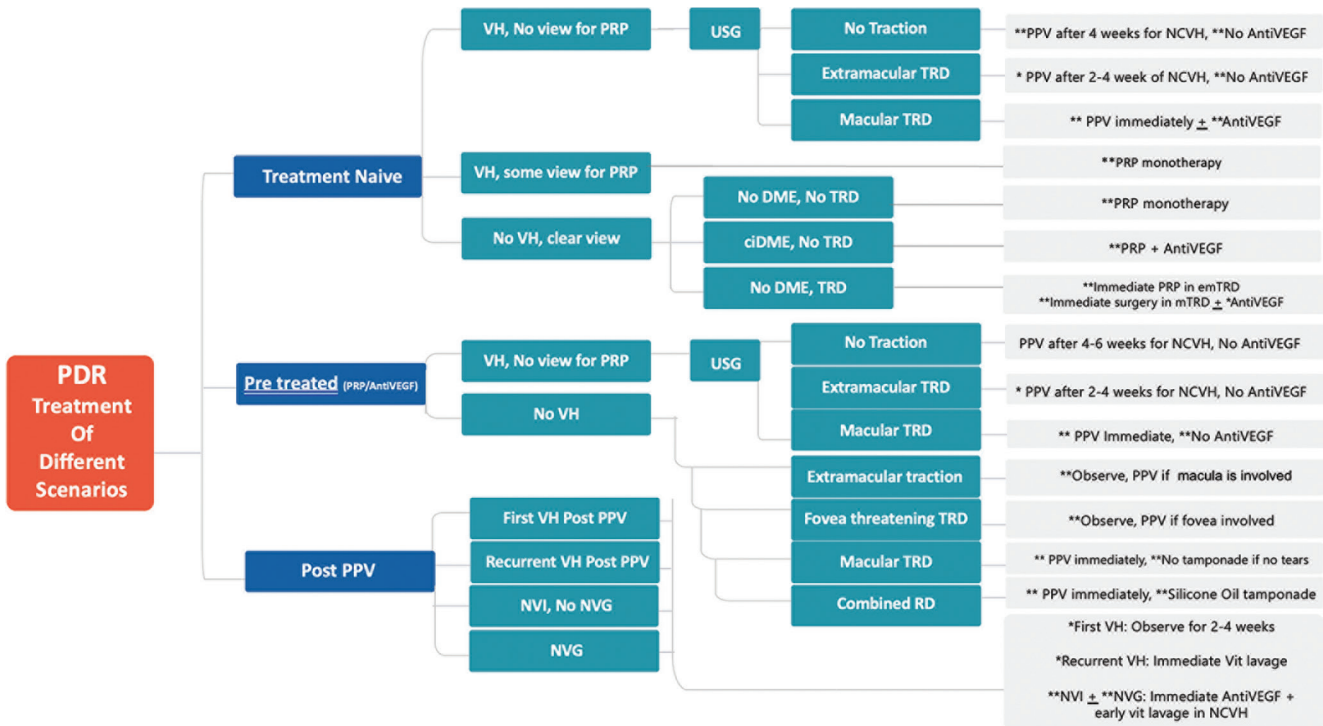 PDR
Treatment
Of
Different
Scenarios
Treatment Naive
VH, No view for PRP
USG
No Traction
**PPV after 4 weeks for NCVH, **No AntiVEGF
Extramacular TRD
* PPV after 2-4 week of NCVH, **No AntiVEGF
Macular TRD
** PPV immediately + **AntiVEGF
VH, some view for PRP
**PRP monotherapy
No VH, clear view
No DME, No TRD
**PRP monotherapy
ciDME, No TRD
**PRP + AntiVEGF
No DME, TRD
**Immediate PRP in emTRD
**Immediate surgery in mTRD + *AntiVEGF
Pre treated (PRP/AntiVEGF)
VH, No view for PRP
USG
No Traction
PPV after 4-6 weeks for NCVH, No AntiVEGF
Extramacular TRD
* PPV after 2-4 weeks for NCVH, No AntiVEGF
Macular TRD
** PPV Immediate, **No AntiVEGF
No VH
Extramacular traction
**Observe, PPV if macula is involved
Fovea threatening TRD
**Observe, PPV if fovea involved
Macular TRD
** PPV immediately, **No tamponade if no tears
Combined RD
** PPV immediately, **Silicone Oil tamponade
Post PPV
First VH Post PPV
Recurrent VH Post PPV
NVI, No NVG
NVG
*First VH: Observe for 2-4 weeks
*Recurrent VH: Immediate Vit lavage
**NVI + **NVG: Immediate AntiVEGF +
early vit lavage in NCVH